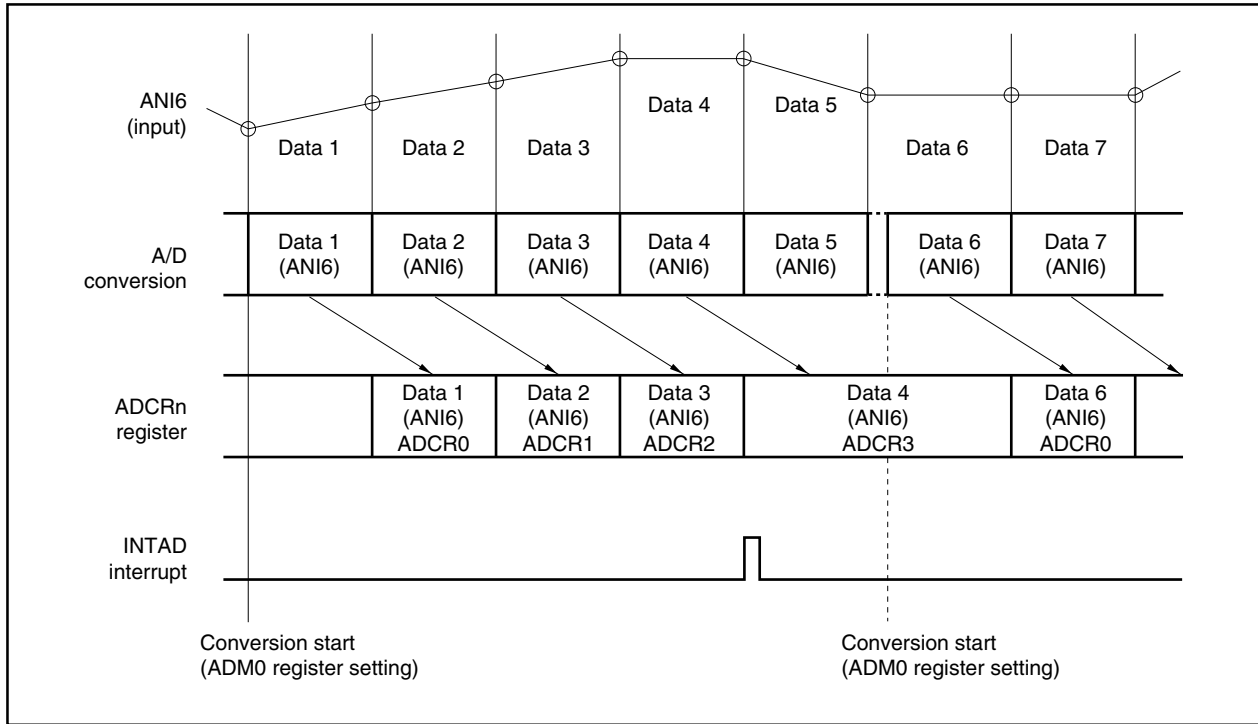 ANI6
(input)
Data 1
Data 2
Data 3
Data 4
Data 5
Data 6
Data 7
A/D
conversion
Data 1
(ANI6)
Data 2
(ANI6)
Data 3
(ANI6)
Data 4
(ANI6)
Data 5
(ANI6)
Data 6
(ANI6)
Data 7
(ANI6)
ADCRn
register
Data 1
(ANI6)
ADCR0
Data 2
(ANI6)
ADCR1
Data 3
(ANI6)
ADCR2
Data 4
(ANI6)
ADCR3
Data 6
(ANI6)
ADCR0
INTAD
interrupt
Conversion start
(ADM0 register setting)
Conversion start
(ADM0 register setting)